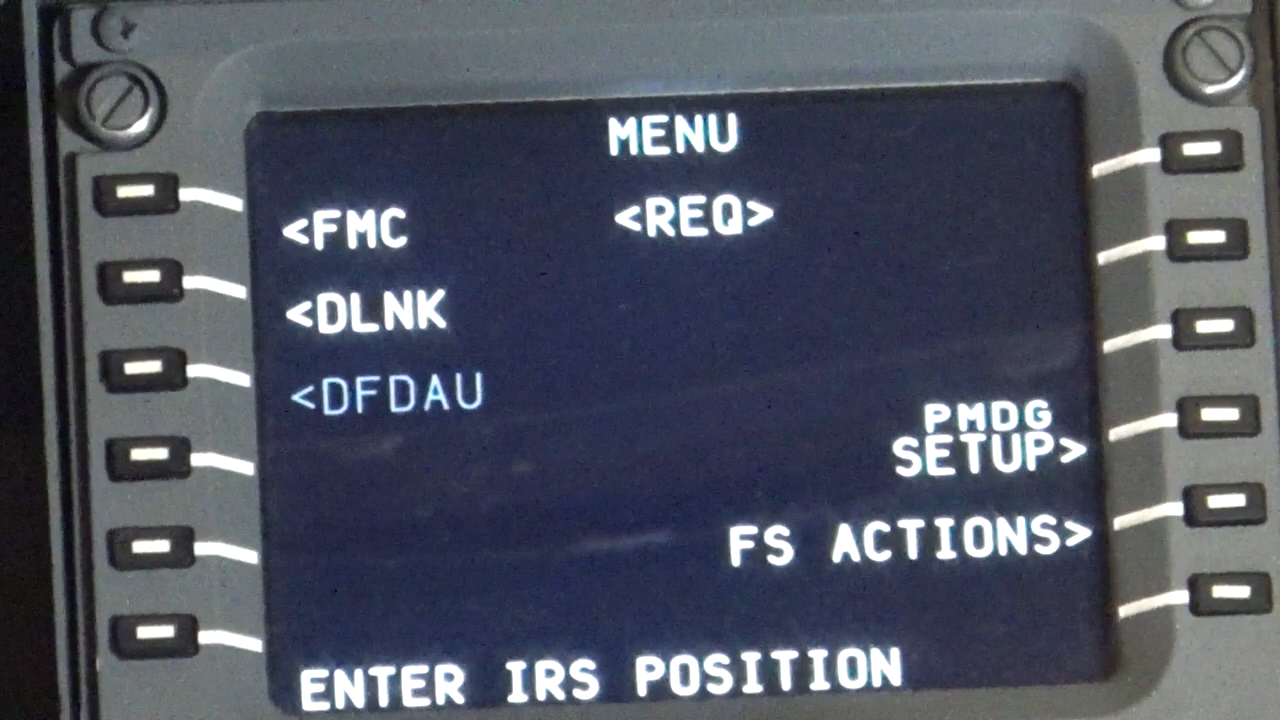 MENU
<FMC <REQ>
<DLNK
<DFDAU
PMDG
SETUP>
FS ACTIONS>
ENTER IRS POSITION